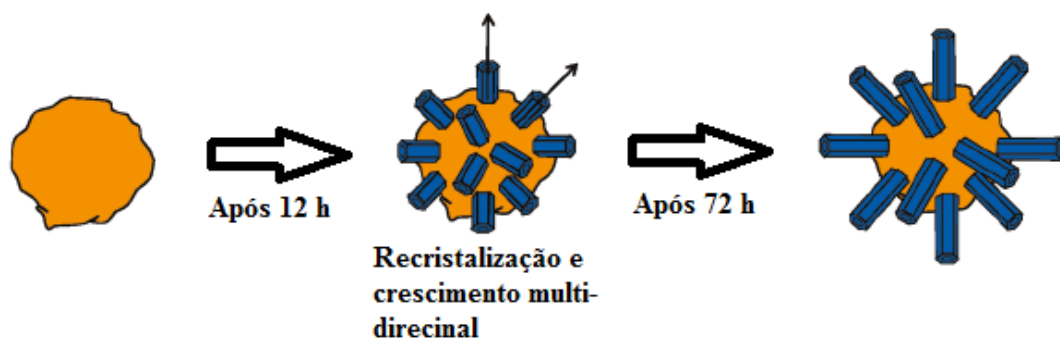 Após 12 h
Após 72 h
Recristalização e
crescimento multi-
direcinal